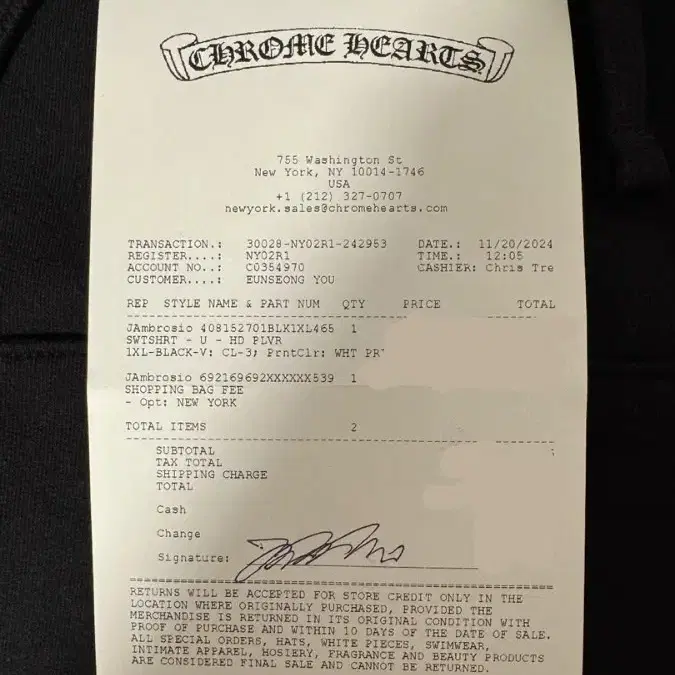 CHROME HEARTS
755 Washington St
New York, NY 10014-1746
USA
+1 (212) 327-0707
newyork.sales@chromehearts.com
TRANSACTION.: 30028-NY02R1-242953 DATE.: 11/20/2024
REGISTER....: NY02R1 TIME.: 12:05
ACCOUNT NO..: C0354970 CASHIER: Chris Tre
CUSTOMER....: EUNSEONG YOU
REP STYLE NAME & PART NUM QTY PRICE TOTAL
JAmbrosio 408152701BLK1XL465 1
SWTSHRT - U - HD PLVR
1XL-BLACK-V: CL-3; PrntClr: WHT PR
JAmbrosio 692169692XXXXXX539 1
SHOPPING BAG FEE
- Opt: NEW YORK
TOTAL ITEMS 2
SUBTOTAL
TAX TOTAL
SHIPPING CHARGE
TOTAL
Cash
Change
Signature:
RETURNS WILL BE ACCEPTED FOR STORE CREDIT ONLY IN THE
LOCATION WHERE ORIGINALLY PURCHASED, PROVIDED THE
MERCHANDISE IS RETURNED IN ITS ORIGINAL CONDITION WITH
PROOF OF PURCHASE AND WITHIN 10 DAYS OF THE DATE OF SALE.
ALL SPECIAL ORDERS, HATS, WHITE PIECES, SWIMWEAR,
INTIMATE APPAREL, HOSIERY, FRAGRANCE AND BEAUTY PRODUCTS
ARE CONSIDERED FINAL SALE AND CANNOT BE RETURNED.